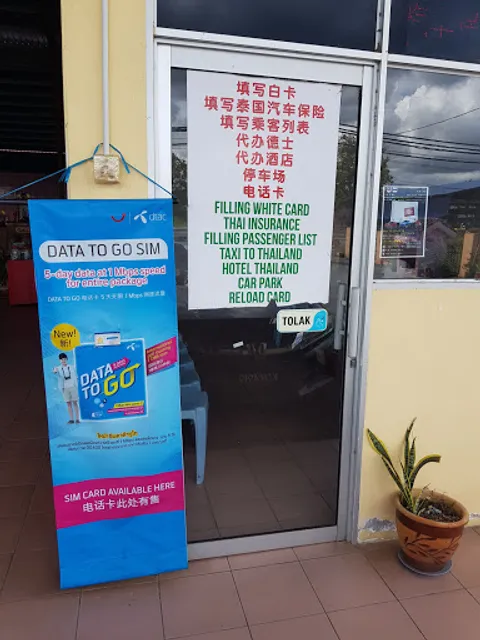 填写白卡
填写泰国汽车保险
填写乘客列表
代办德士
代办酒店
停车场
电话卡
FILLING WHITE CARD
THAI INSURANCE
FILLING PASSENGER LIST
TAXI TO THAILAND
HOTEL THAILAND
CAR PARK
RELOAD CARD
TOLAK
dtac
DATA TO GO SIM
5-day data at 1 Mbps speed
for entire package
New!
新!
DATA
TO
GO
SIM CARD AVAILABLE HERE
电话卡此处有售